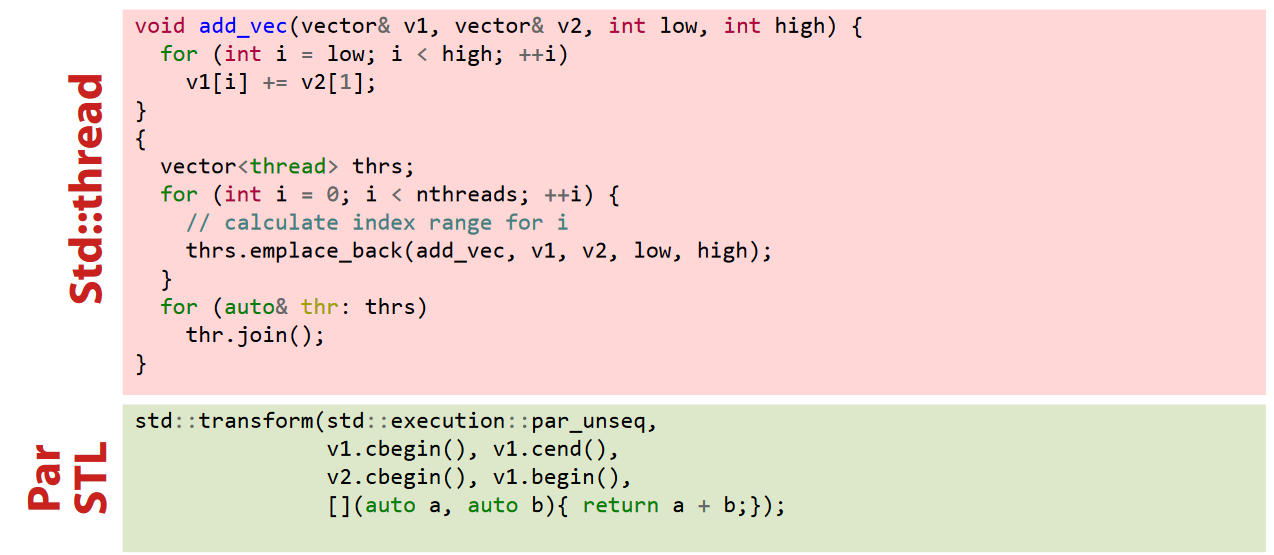 Std::thread
void add_vec(vector& v1, vector& v2, int low, int high) {
  for (int i = low; i < high; ++i)
    v1[i] += v2[1];
}
{
  vector<thread> thrs;
  for (int i = 0; i < nthreads; ++i) {
    // calculate index range for i
    thrs.emplace_back(add_vec, v1, v2, low, high);
  }
  for (auto& thr: thrs)
    thr.join();
}
Par
STL
std::transform(std::execution::par_unseq,
               v1.cbegin(), v1.cend(),
               v2.cbegin(), v1.begin(),
               [](auto a, auto b){ return a + b;});